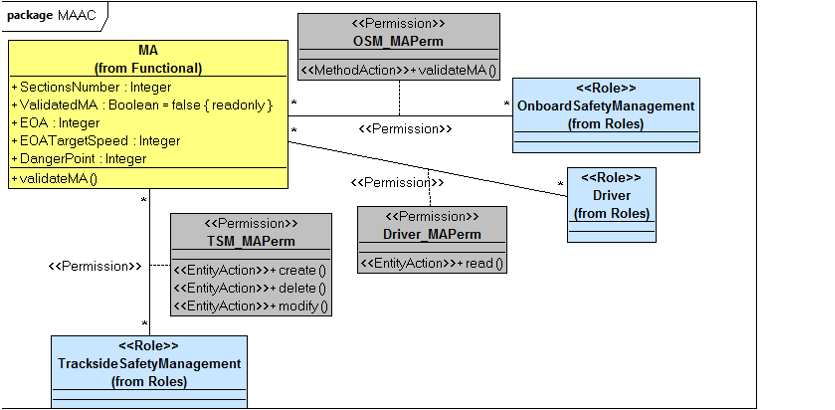 package MAAC
MA
(from Functional)
+ SectionsNumber : Integer
+ ValidatedMA : Boolean = false { readonly }
+ EOA : Integer
+ EOATargetSpeed : Integer
+ DangerPoint : Integer
+ validateMA()
<<Permission>>
OSM_MAPerm
<<MethodAction>>+ validateMA()
*
*
<<Permission>>
<<Role>>
OnboardSafetyManagement
(from Roles)
*
*
<<Permission>>
<<Role>>
Driver
(from Roles)
<<Permission>>
Driver_MAPerm
<<EntityAction>>+ read()
*
<<Permission>>
TSM_MAPerm
<<EntityAction>>+ create()
<<EntityAction>>+ delete()
<<EntityAction>>+ modify()
<<Permission>>
*
<<Role>>
TracksideSafetyManagement
(from Roles)